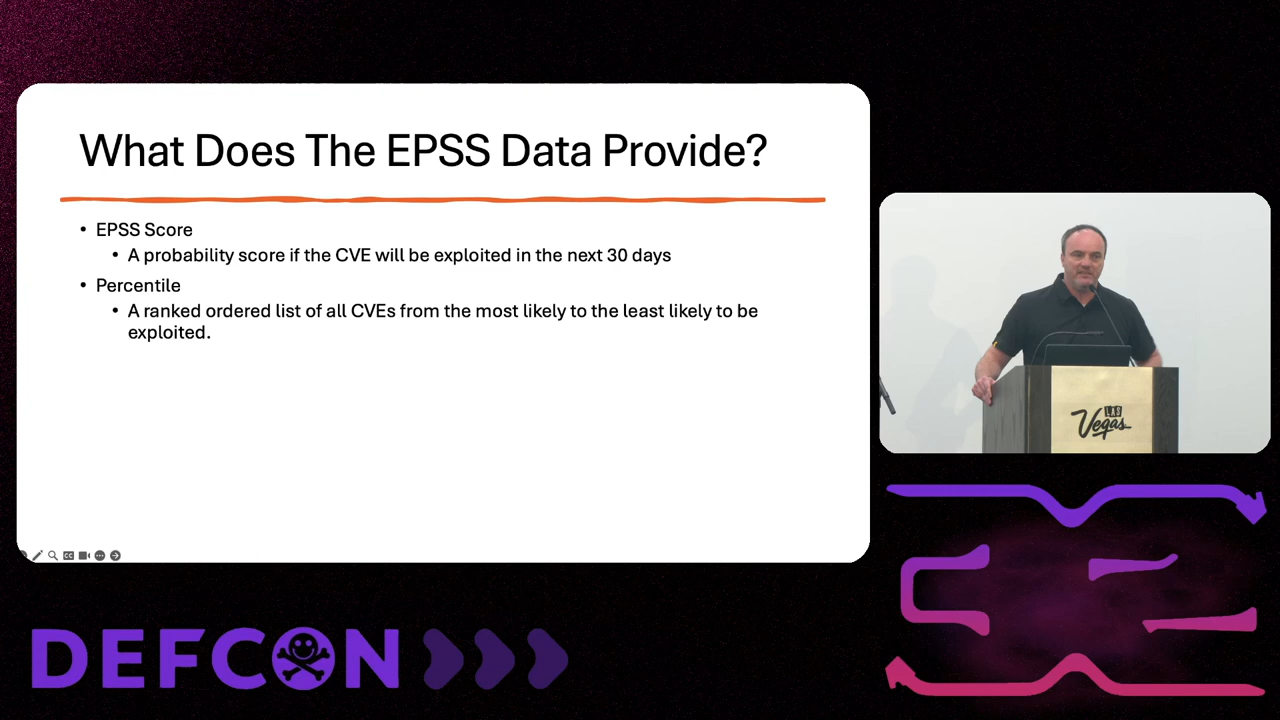 What Does The EPSS Data Provide?
• EPSS Score
• A probability score if the CVE will be exploited in the next 30 days
• Percentile
• A ranked ordered list of all CVEs from the most likely to the least likely to be
exploited.
LAS
Vegas
DEFCON